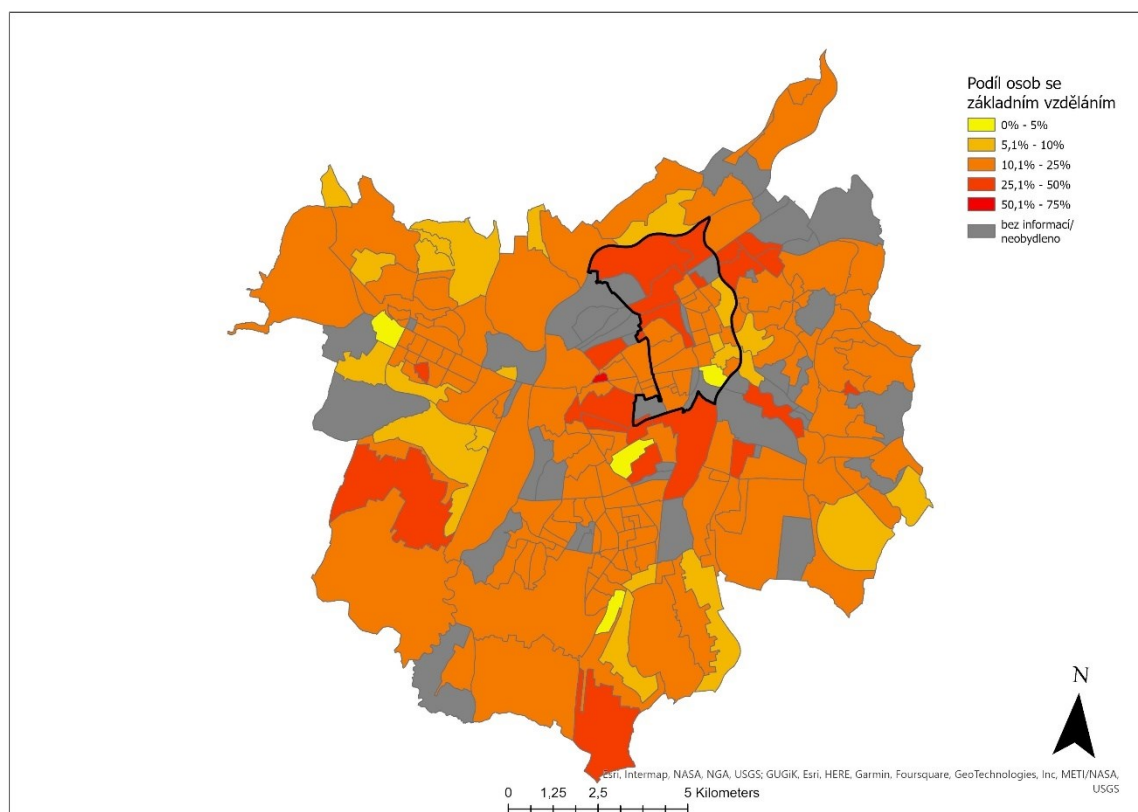 Podíl osob se
základním vzděláním
0% - 5%
5,1% - 10%
10,1% - 25%
25,1% - 50%
50,1% - 75%
bez informací/
neobydleno
N
Esri, Intermap, NASA, NGA, USGS; GUGiK, Esri, HERE, Garmin, Foursquare, GeoTechnologies, Inc, METI/NASA,
USGS
0 1,25 2,5 5 Kilometers